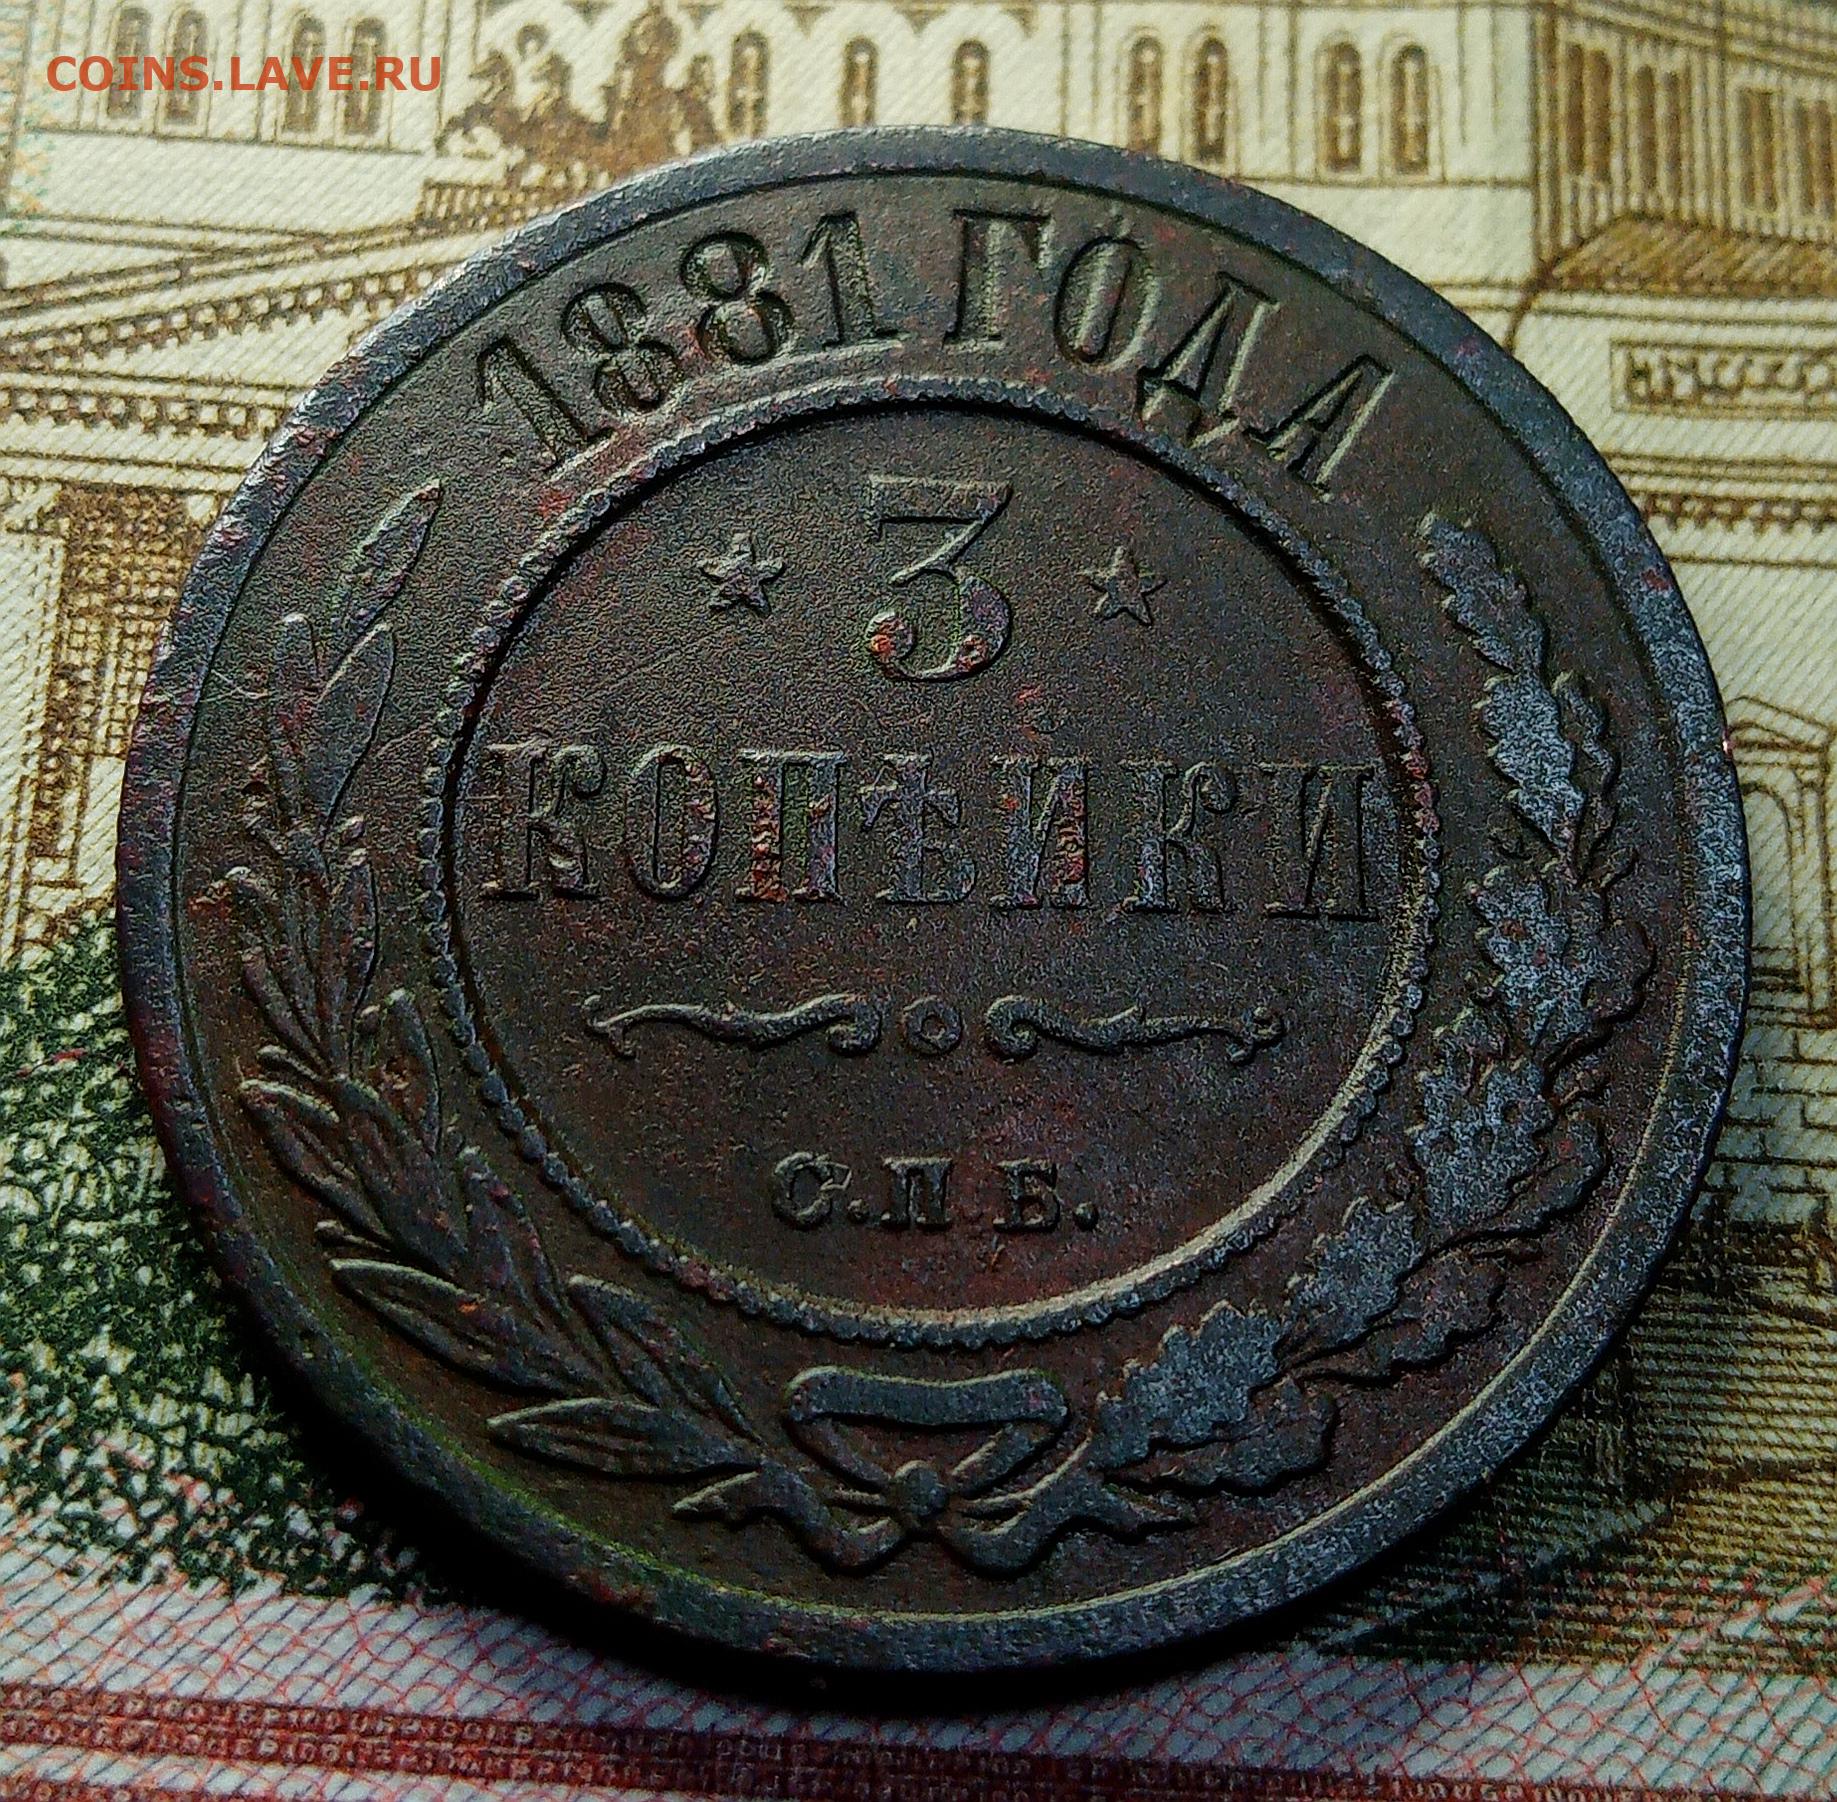 COINS.LAVE.RU
1881 ГОДА
3
КОПѢЙКИ
С.П.Б.